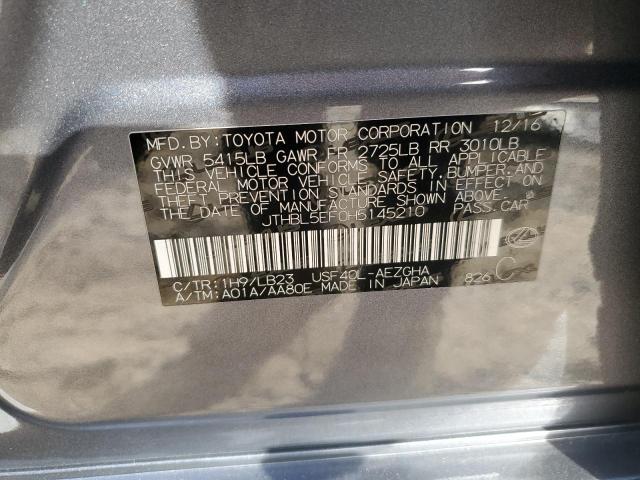 MFD. BY: TOYOTA MOTOR CORPORATION 12/16
GVWR 5415LB GAWR FR 2725LB RR 3010LB
THIS VEHICLE CONFORMS TO ALL APPLICABLE
FEDERAL MOTOR VEHICLE SAFETY, BUMPER, AND
THEFT PREVENTION STANDARDS IN EFFECT ON
THE DATE OF MANUFACTURE SHOWN ABOVE.
JTHBL5EF0H5145210 PASS.CAR
C/TR: 1H9/LB23 USF40L-AEZGHA
A/TM: A01A/AA80E MADE IN JAPAN 826 C